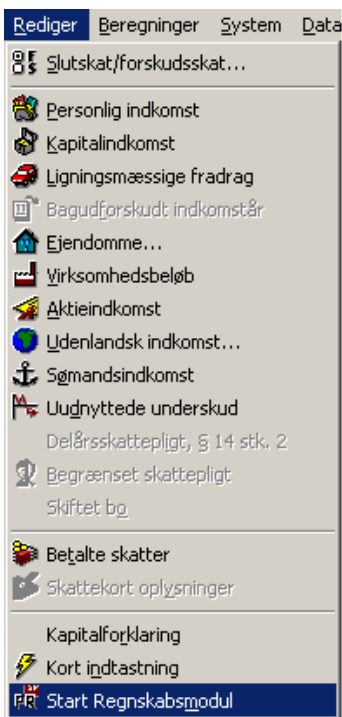 Rediger Beregninger System Data
Slutskat/forskudsskat...
Personlig indkomst
Kapitalindkomst
Ligningsmæssige fradrag
Bagudforskudt indkomstår
Ejendomme...
Virksomhedsbeløb
Aktieindkomst
Udenlandsk indkomst...
Sømandsindkomst
Uudnyttede underskud
Delårsskattepligt, § 14 stk. 2
Begrænset skattepligt
Skiftet bo
Betalte skatter
Skattekort oplysninger
Kapitalforklaring
Kort indtastning
Start Regnskabsmodul